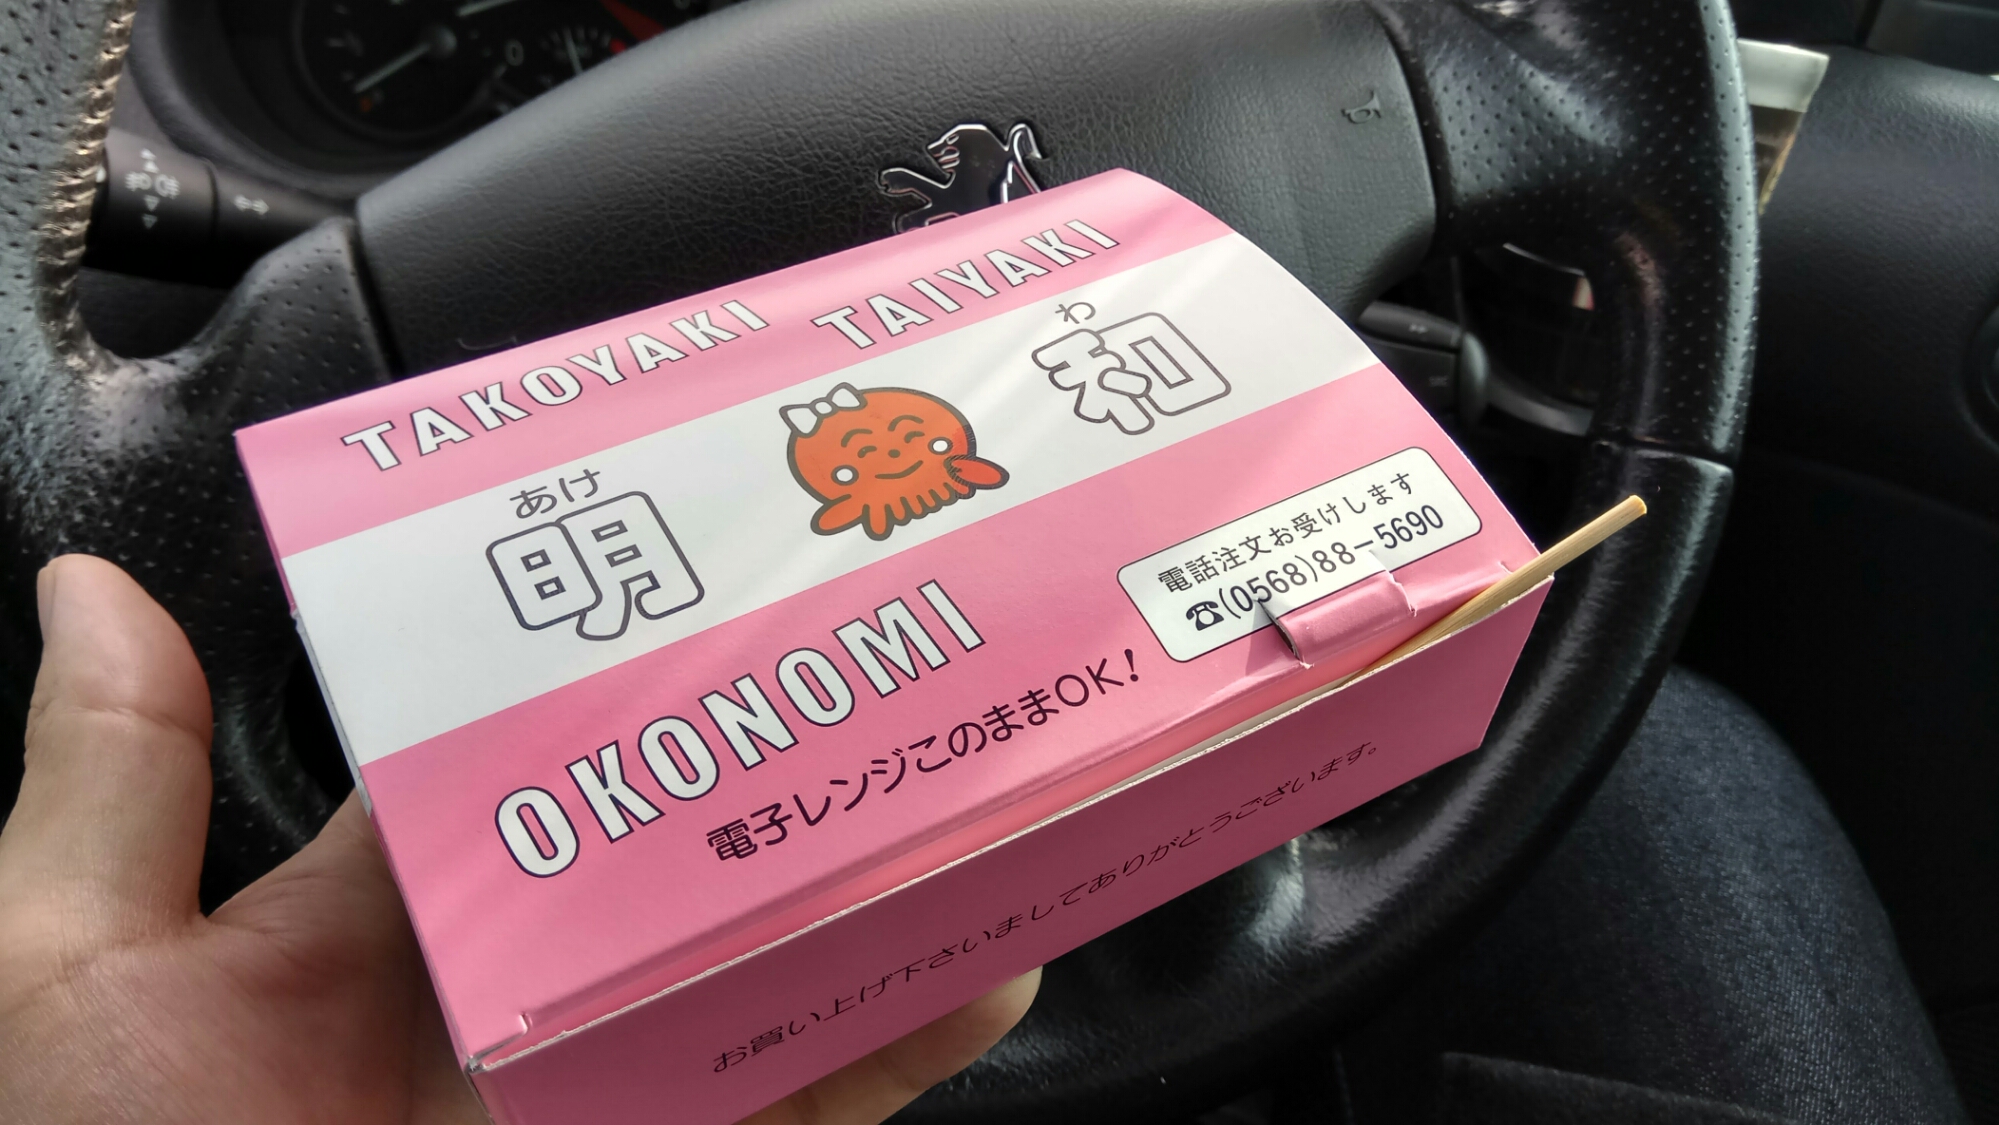 TAKOYAKI TAIYAKI
あけ わ
明 和
OKONOMI
電子レンジこのままOK!
電話注文お受けします
☎(0568)88-5690
お買い上げ下さいましてありがとうございます。
0